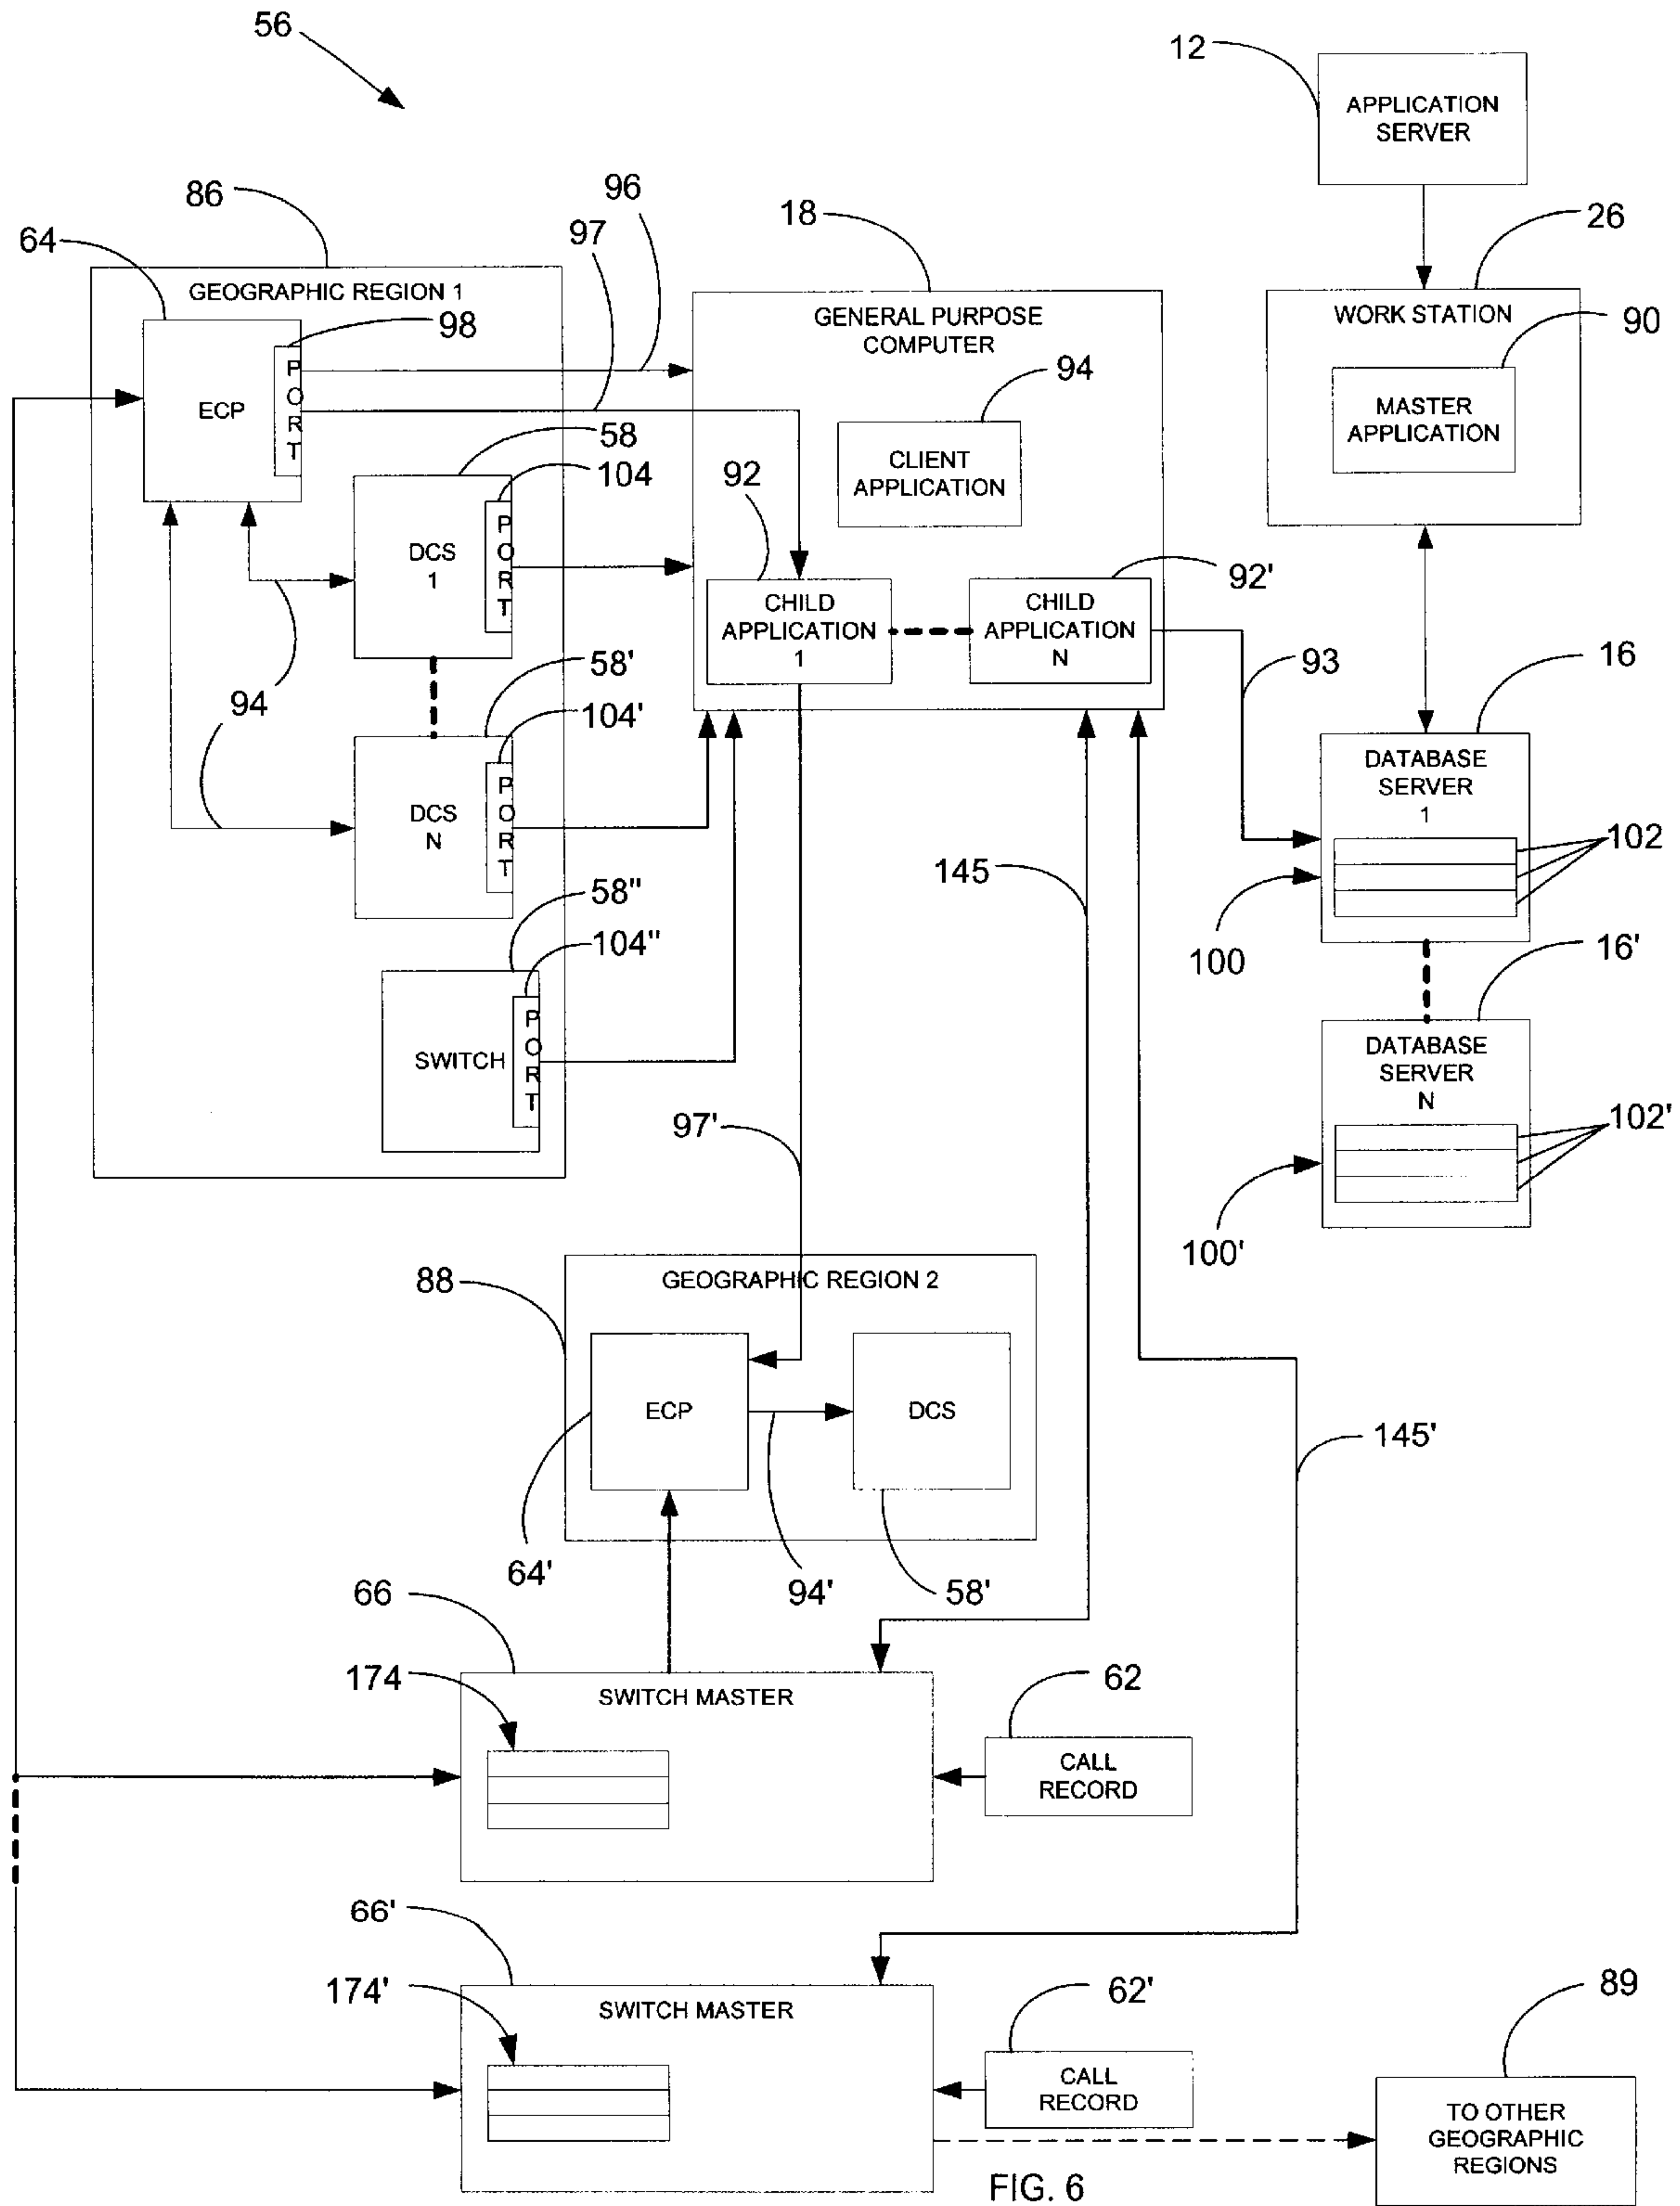 56
12
APPLICATION
SERVER
86
96
18
26
64
97
GEOGRAPHIC REGION 1
98
GENERAL PURPOSE
COMPUTER
WORK STATION
90
PORT
ECP
94
MASTER
APPLICATION
58
CLIENT
APPLICATION
104
92
DCS
1
PORT
92'
CHILD
APPLICATION
1
CHILD
APPLICATION
N
58'
93
16
94
104'
DCS
N
PORT
DATABASE
SERVER
1
102
145
58"
100
104"
16'
SWITCH
PORT
DATABASE
SERVER
N
97'
102'
100'
88
GEOGRAPHIC REGION 2
ECP
DCS
145'
64'
94'
58'
66
174
SWITCH MASTER
62
CALL
RECORD
66'
174'
SWITCH MASTER
62'
89
CALL
RECORD
TO OTHER
GEOGRAPHIC
REGIONS
FIG. 6